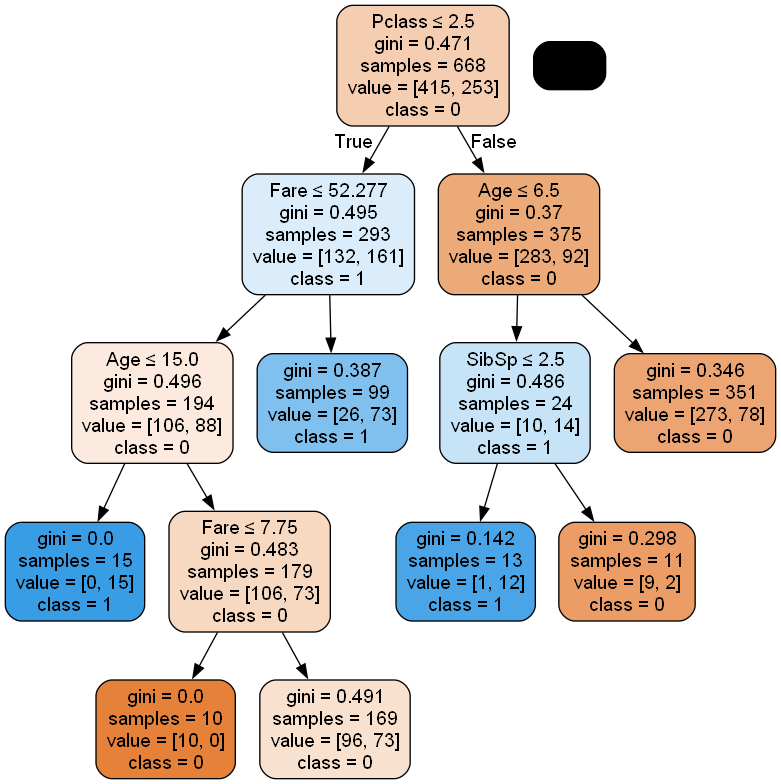 Pclass ≤ 2.5
gini = 0.471
samples = 668
value = [415, 253]
class = 0
True
False
Fare ≤ 52.277
gini = 0.495
samples = 293
value = [132, 161]
class = 1
Age ≤ 6.5
gini = 0.37
samples = 375
value = [283, 92]
class = 0
Age ≤ 15.0
gini = 0.496
samples = 194
value = [106, 88]
class = 0
gini = 0.387
samples = 99
value = [26, 73]
class = 1
SibSp ≤ 2.5
gini = 0.486
samples = 24
value = [10, 14]
class = 1
gini = 0.346
samples = 351
value = [273, 78]
class = 0
gini = 0.0
samples = 15
value = [0, 15]
class = 1
Fare ≤ 7.75
gini = 0.483
samples = 179
value = [106, 73]
class = 0
gini = 0.142
samples = 13
value = [1, 12]
class = 1
gini = 0.298
samples = 11
value = [9, 2]
class = 0
gini = 0.0
samples = 10
value = [10, 0]
class = 0
gini = 0.491
samples = 169
value = [96, 73]
class = 0